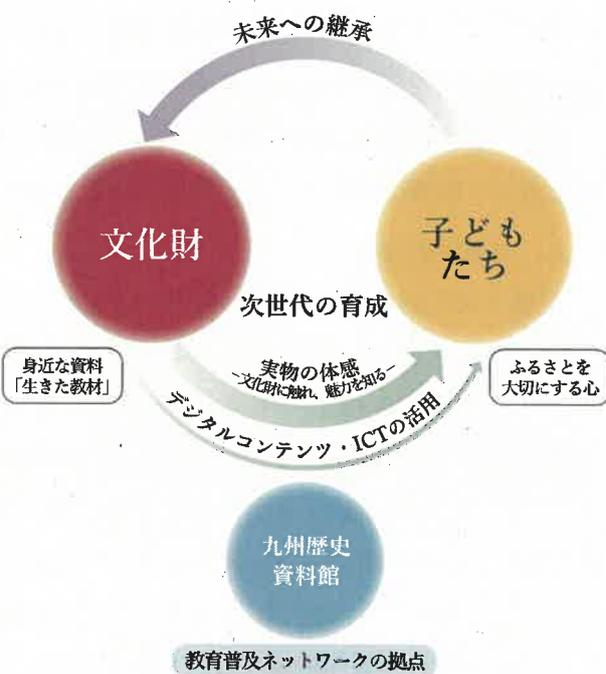 未来への継承
文化財
子ども
たち
次世代の育成
身近な資料
「生きた教材」
実物の体感
－文化財に触れ、魅力を知る－
デジタルコンテンツ・ICTの活用
ふるさとを
大切にする心
九州歴史
資料館
教育普及ネットワークの拠点